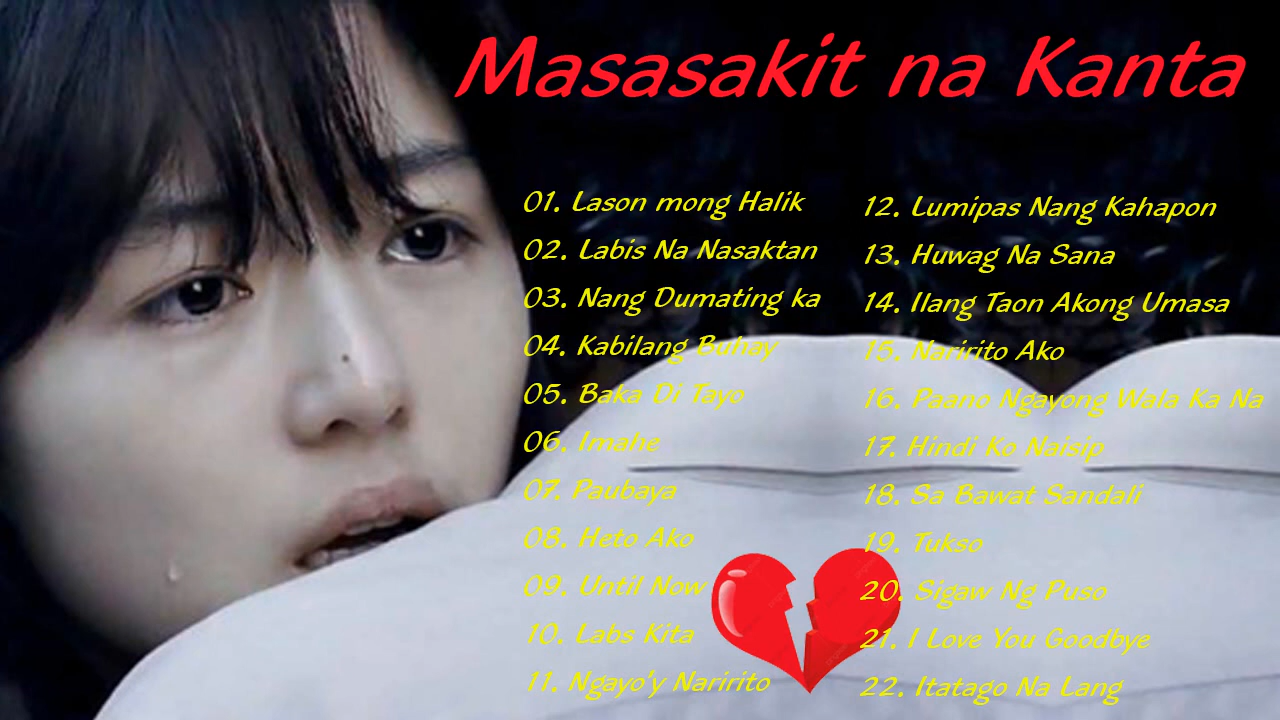 Masasakit na Kanta
01. Lason mong Halik
02. Labis Na Nasaktan
03. Nang Dumating ka
04. Kabilang Buhay
05. Baka Di Tayo
06. Imahe
07. Paubaya
08. Heto Ako
09. Until Now
10. Labs Kita
11. Ngayo'y Naririto
12. Lumipas Nang Kahapon
13. Huwag Na Sana
14. Ilang Taon Akong Umasa
15. Naririto Ako
16. Paano Ngayong Wala Ka Na
17. Hindi Ko Naisip
18. Sa Bawat Sandali
19. Tukso
20. Sigaw Ng Puso
21. I Love You Goodbye
22. Itatago Na Lang